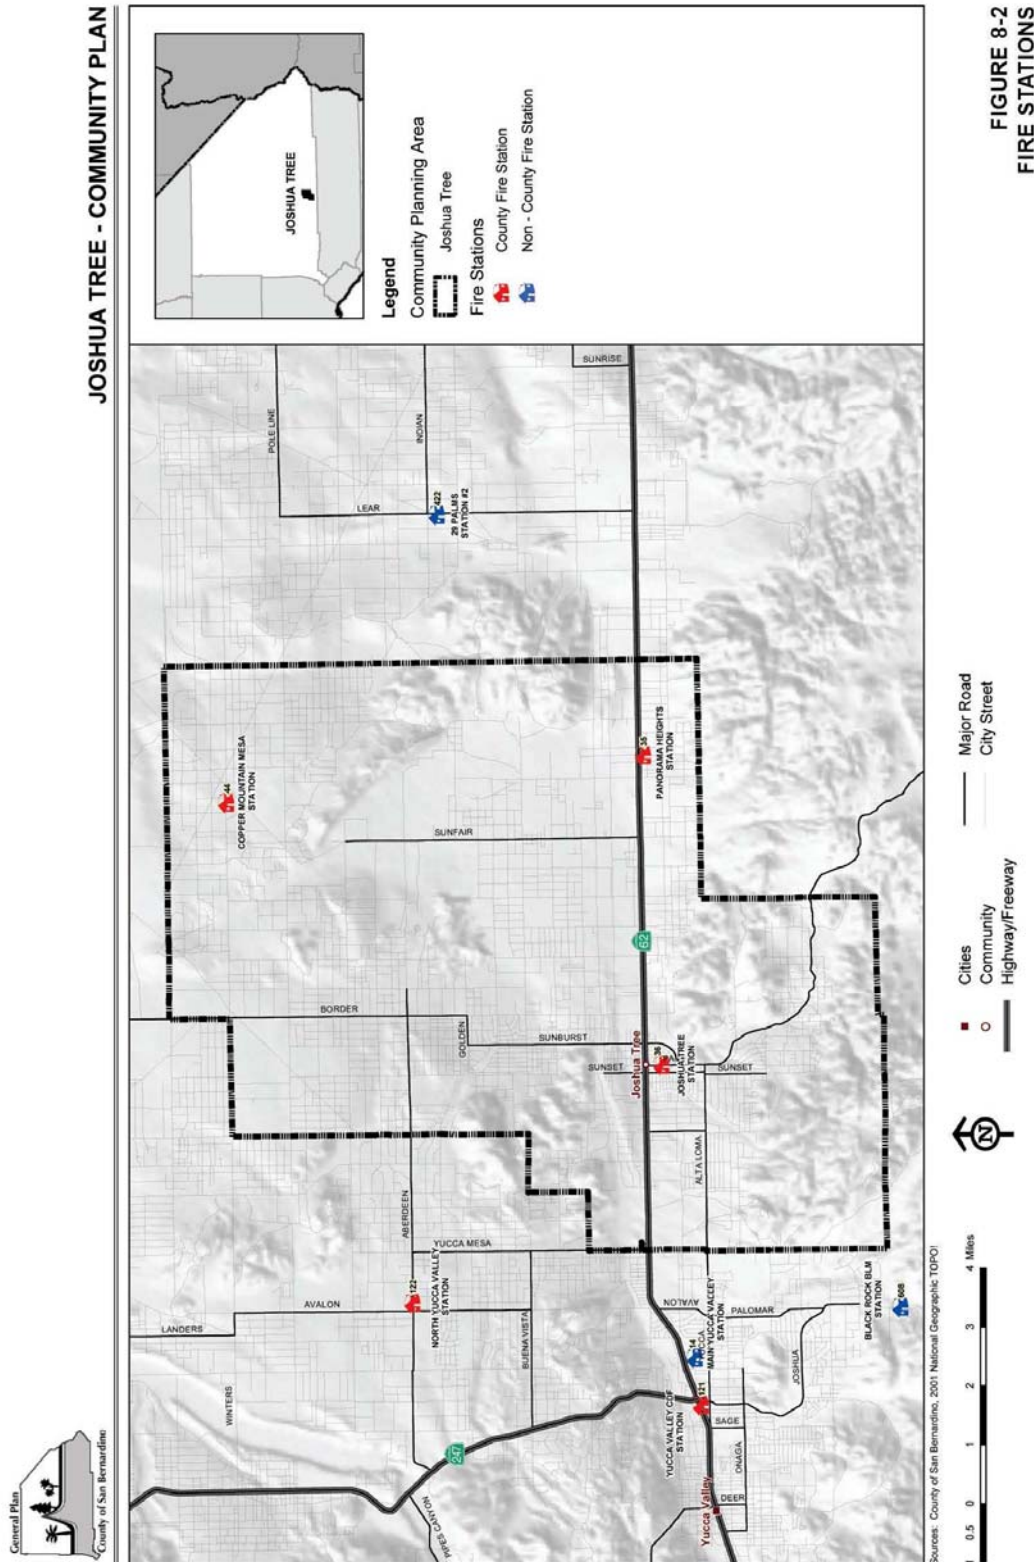 General Plan
County of San Bernardino
JOSHUA TREE - COMMUNITY PLAN
JOSHUA TREE
Legend
Community Planning Area
Joshua Tree
Fire Stations
County Fire Station
Non - County Fire Station
POLE LINE
INDIAN
LEAR
SUNRISE
422
29 PALMS
STATION #2
44
COPPER MOUNTAIN MESA
STATION
SUNFAIR
35
PANORAMA HEIGHTS
STATION
62
BORDER
GOLDEN
SUNBURST
SUNSET
Joshua Tree
36
JOSHUA TREE
STATION
SUNSET
ALTA LOMA
ABERDEEN
YUCCA MESA
122
NORTH YUCCA VALLEY
STATION
AVALON
LANDERS
BUENA VISTA
WINTERS
247
PIPES CANYON
AVALON
PALOMAR
14
YUCCA
MAIN YUCCA VALLEY
STATION
121
YUCCA VALLEY CDF
STATIOIN
SAGE
ONAGA
JOSHUA
DEER
Yucca Valley
BLACK ROCK BLM
STATION
608
Sources: County of San Bernardino, 2001 National Geographic TOPO!
1 0.5 0 1 2 3 4 Miles
N
Cities
Community
Highway/Freeway
Major Road
City Street
FIGURE 8-2
FIRE STATIONS